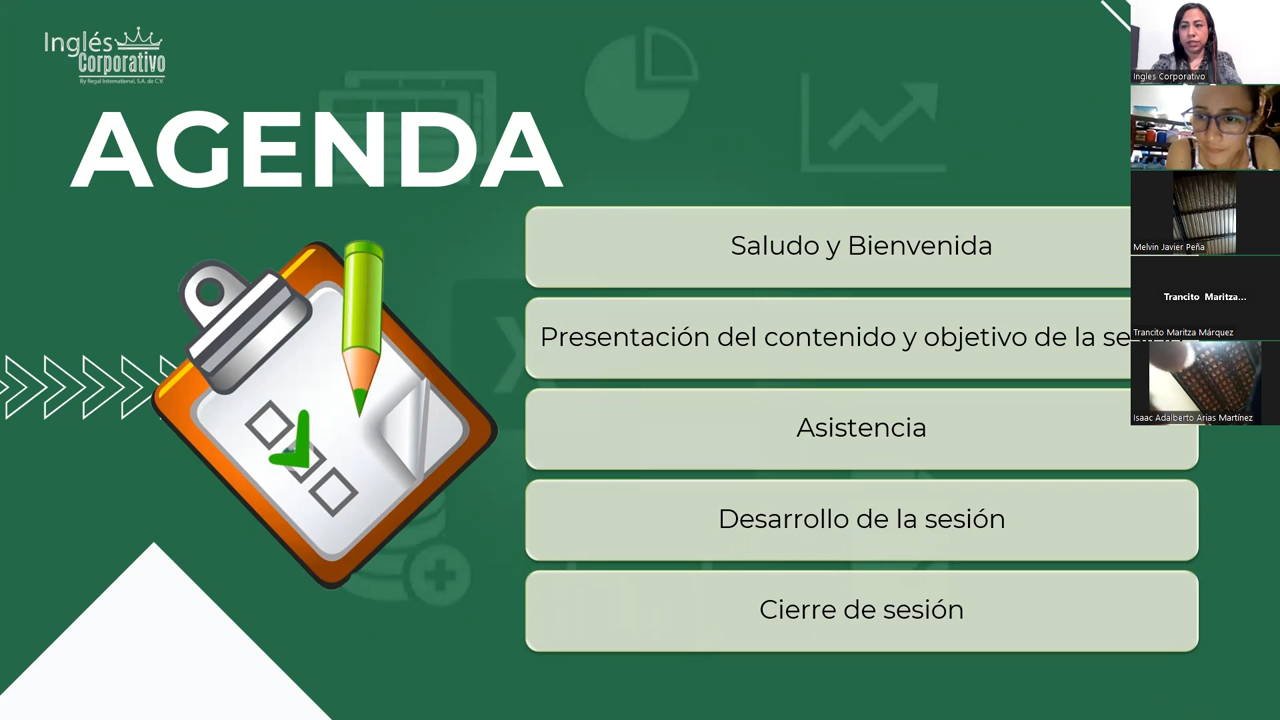 Inglés
Corporativo
By Regal International, S.A. de C.V.
AGENDA
Saludo y Bienvenida
Presentación del contenido y objetivo de la
Asistencia
Desarrollo de la sesión
Cierre de sesión
Ingles Corporativo
Melvin Javier Peña
Trancito Maritza...
Trancito Maritza Márquez
Isaac Adalberto Arias Martínez